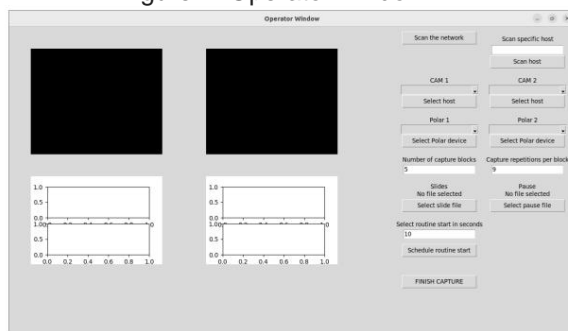 Operator Window
Scan the network
Scan specific host
Scan host
CAM 1
CAM 2
Select host
Select host
Polar 1
Polar 2
Select Polar device
Select Polar device
Number of capture blocks
Capture repetitions per block
5
9
Slides
Pause
No file selected
No file selected
Select slide file
Select pause file
Select routine start in seconds
10
Schedule routine start
FINISH CAPTURE
1.0
0.5
0.0
1.0
0.5
0.0
0.0 0.2 0.4 0.6 0.8 1.0
1.0
0.5
0.0
1.0
0.5
0.0
0.0 0.2 0.4 0.6 0.8 1.0